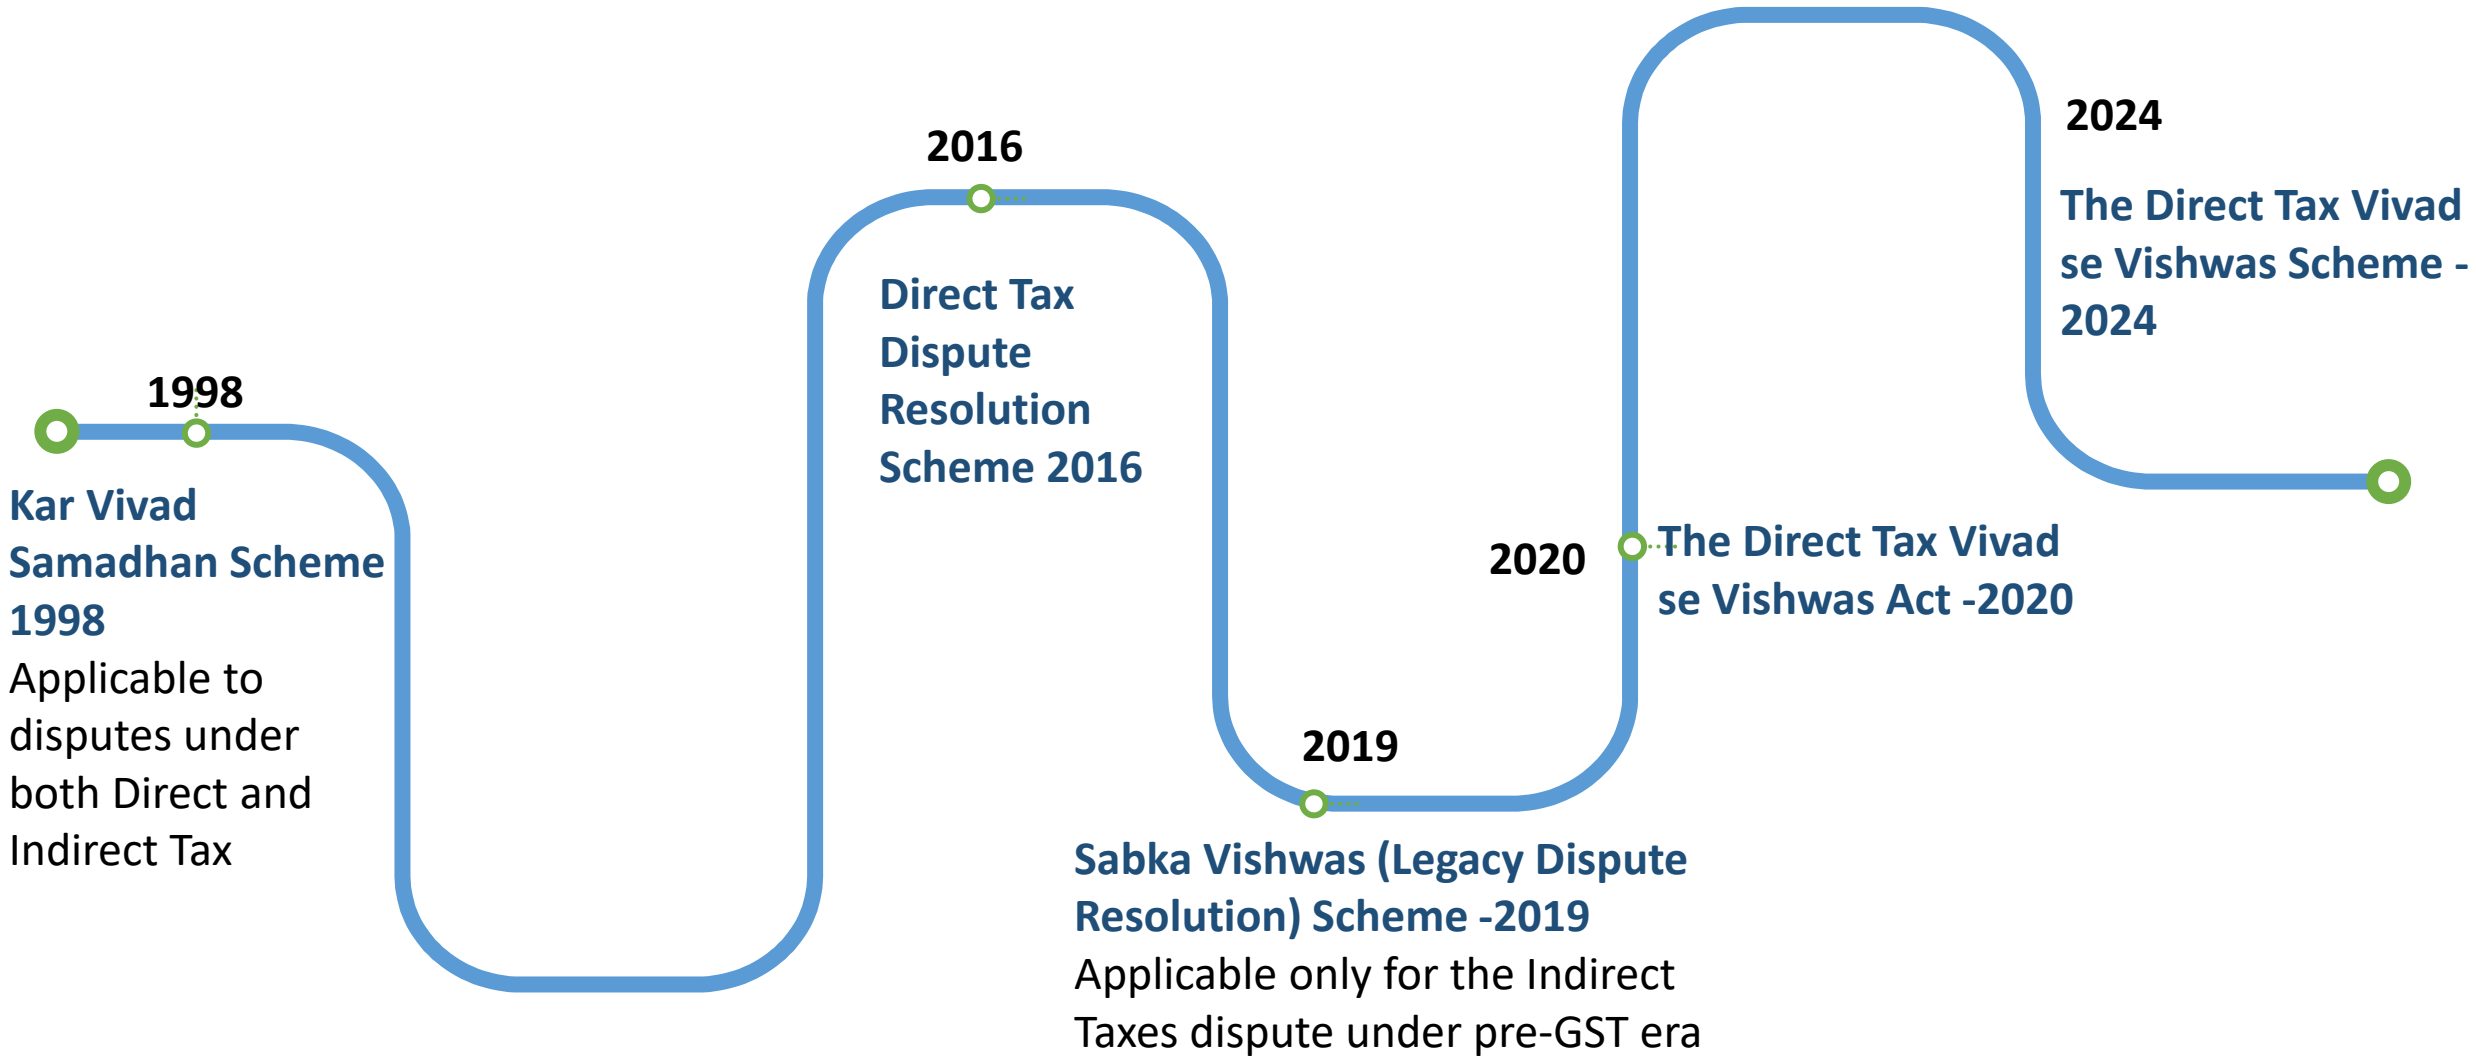 1998
Kar Vivad
Samadhan Scheme
1998
Applicable to
disputes under
both Direct and
Indirect Tax
2016
Direct Tax
Dispute
Resolution
Scheme 2016
2019
Sabka Vishwas (Legacy Dispute
Resolution) Scheme -2019
Applicable only for the Indirect
Taxes dispute under pre-GST era
2020
The Direct Tax Vivad
se Vishwas Act -2020
2024
The Direct Tax Vivad
se Vishwas Scheme -
2024